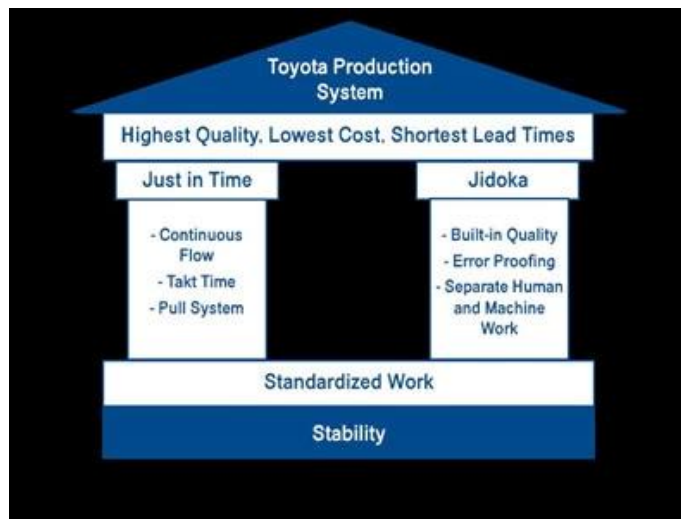 Toyota Production
System
Highest Quality, Lowest Cost, Shortest Lead Times
Just in Time
Jidoka
- Continuous
Flow
- Takt Time
- Pull System
- Built-in Quality
- Error Proofing
- Separate Human
and Machine
Work
Standardized Work
Stability